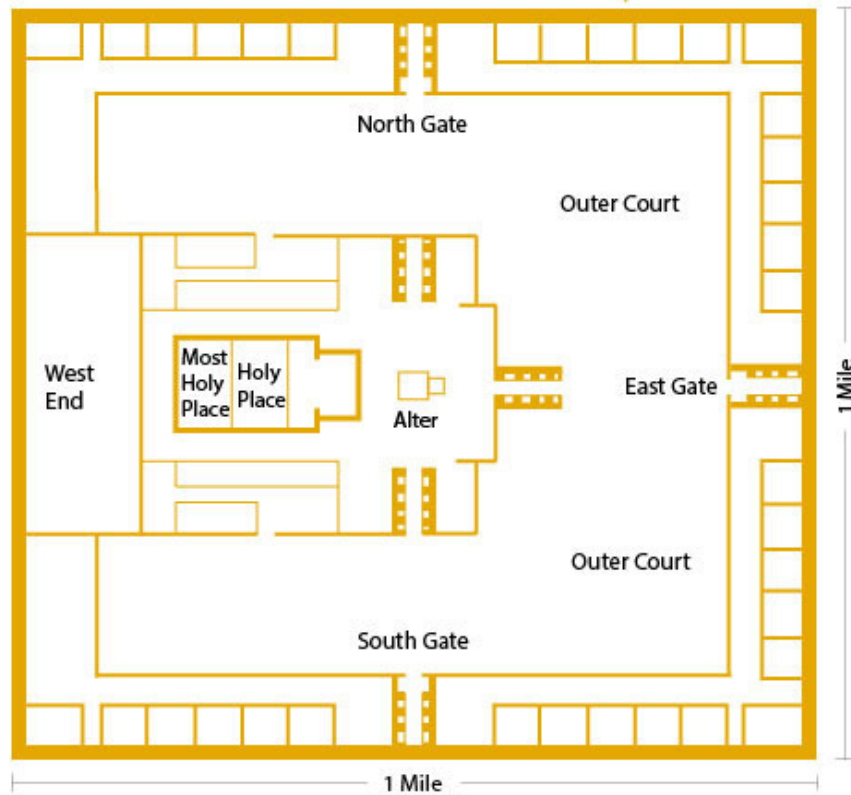 North Gate
Outer Court
West
End
Most
Holy
Place
Holy
Place
Alter
East Gate
1 Mile
Outer Court
South Gate
1 Mile